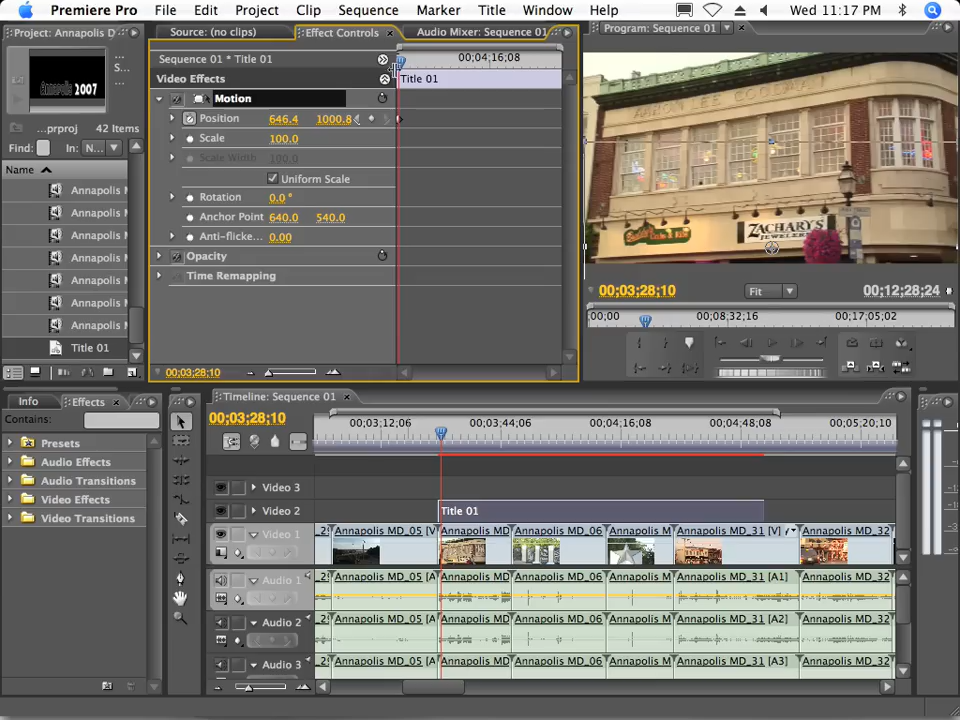 Premiere Pro File Edit Project Clip Sequence Marker Title Window Help Wed 11:17 PM
Project: Annapolis D
Source: (no clips) Effect Controls × Audio Mixer: Sequence 01
Program: Sequence 01 ×
Annapolis 2007
S...
...
...prproj 42 Items
Find: In: N...
Name
Annapolis M
Annapolis M
Annapolis M
Annapolis M
Annapolis M
Annapolis M
Annapolis M
Title 01
Sequence 01 * Title 01
00;04;16;08
Video Effects
Title 01
Motion
Position 646.4 1000.8
Scale 100.0
Scale Width 100.0
Uniform Scale
Rotation 0.0 °
Anchor Point 640.0 540.0
Anti-flicke... 0.00
Opacity
Time Remapping
00;03;28;10
ZACHARY'S
JEWELERS
00;03;28;10 Fit 00;12;28;24
00;00 00;08;32;16 00;17;05;02
Info Effects ×
Contains:
Presets
Audio Effects
Audio Transitions
Video Effects
Video Transitions
Timeline: Sequence 01 ×
00;03;28;10
00;03;12;06 00;03;44;06 00;04;16;08 00;04;48;08 00;05;20;10
Video 3
Video 2 Title 01
Video 1 Annapolis MD_05 [V] Annapolis MD Annapolis MD_06 Annapolis M Annapolis MD_31 [V] Annapolis MD_32
Audio 1 Annapolis MD_05 [A Annapolis MD Annapolis MD_06 Annapolis M Annapolis MD_31 [A1] Annapolis MD_32
Audio 2 Annapolis MD_05 [A Annapolis MD Annapolis MD_06 Annapolis M Annapolis MD_31 [A2] Annapolis MD_32
Audio 3 Annapolis MD_05 [A Annapolis MD Annapolis MD_06 Annapolis M Annapolis MD_31 [A3] Annapolis MD_32